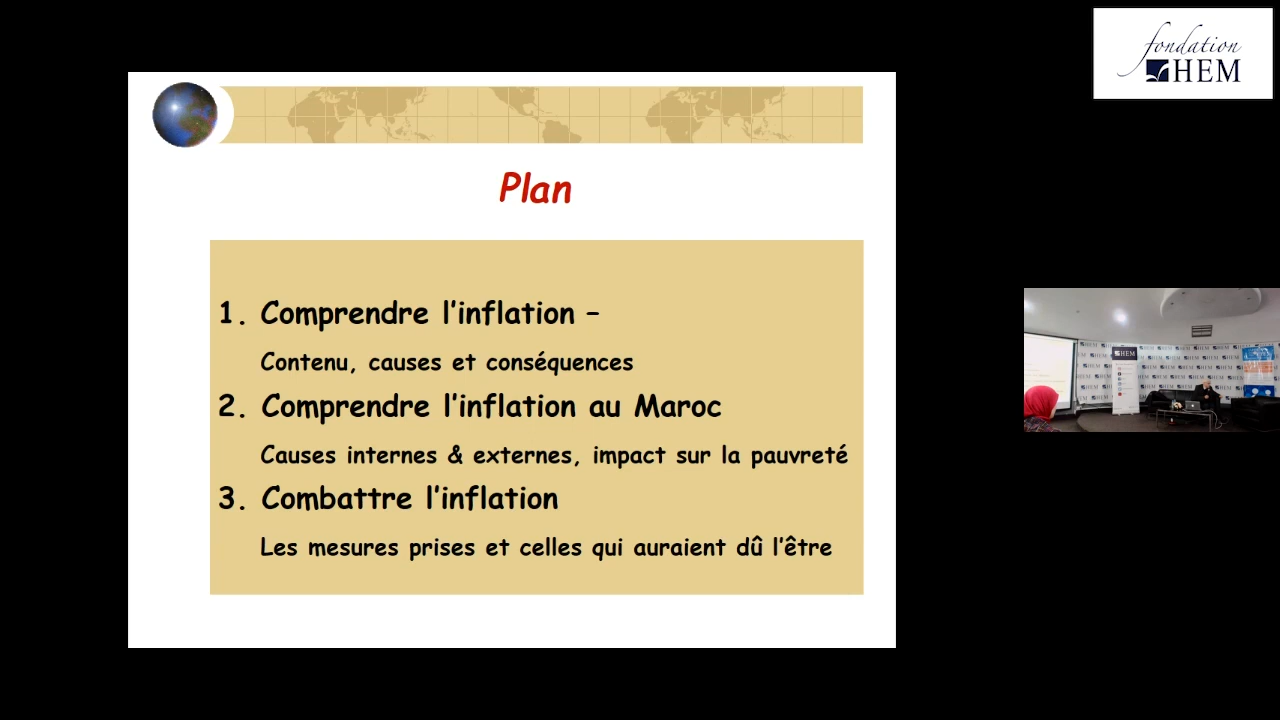 fondation
HEM
Plan
1. Comprendre l'inflation –
Contenu, causes et conséquences
2. Comprendre l'inflation au Maroc
Causes internes & externes, impact sur la pauvreté
3. Combattre l'inflation
Les mesures prises et celles qui auraient dû l'être
HEM